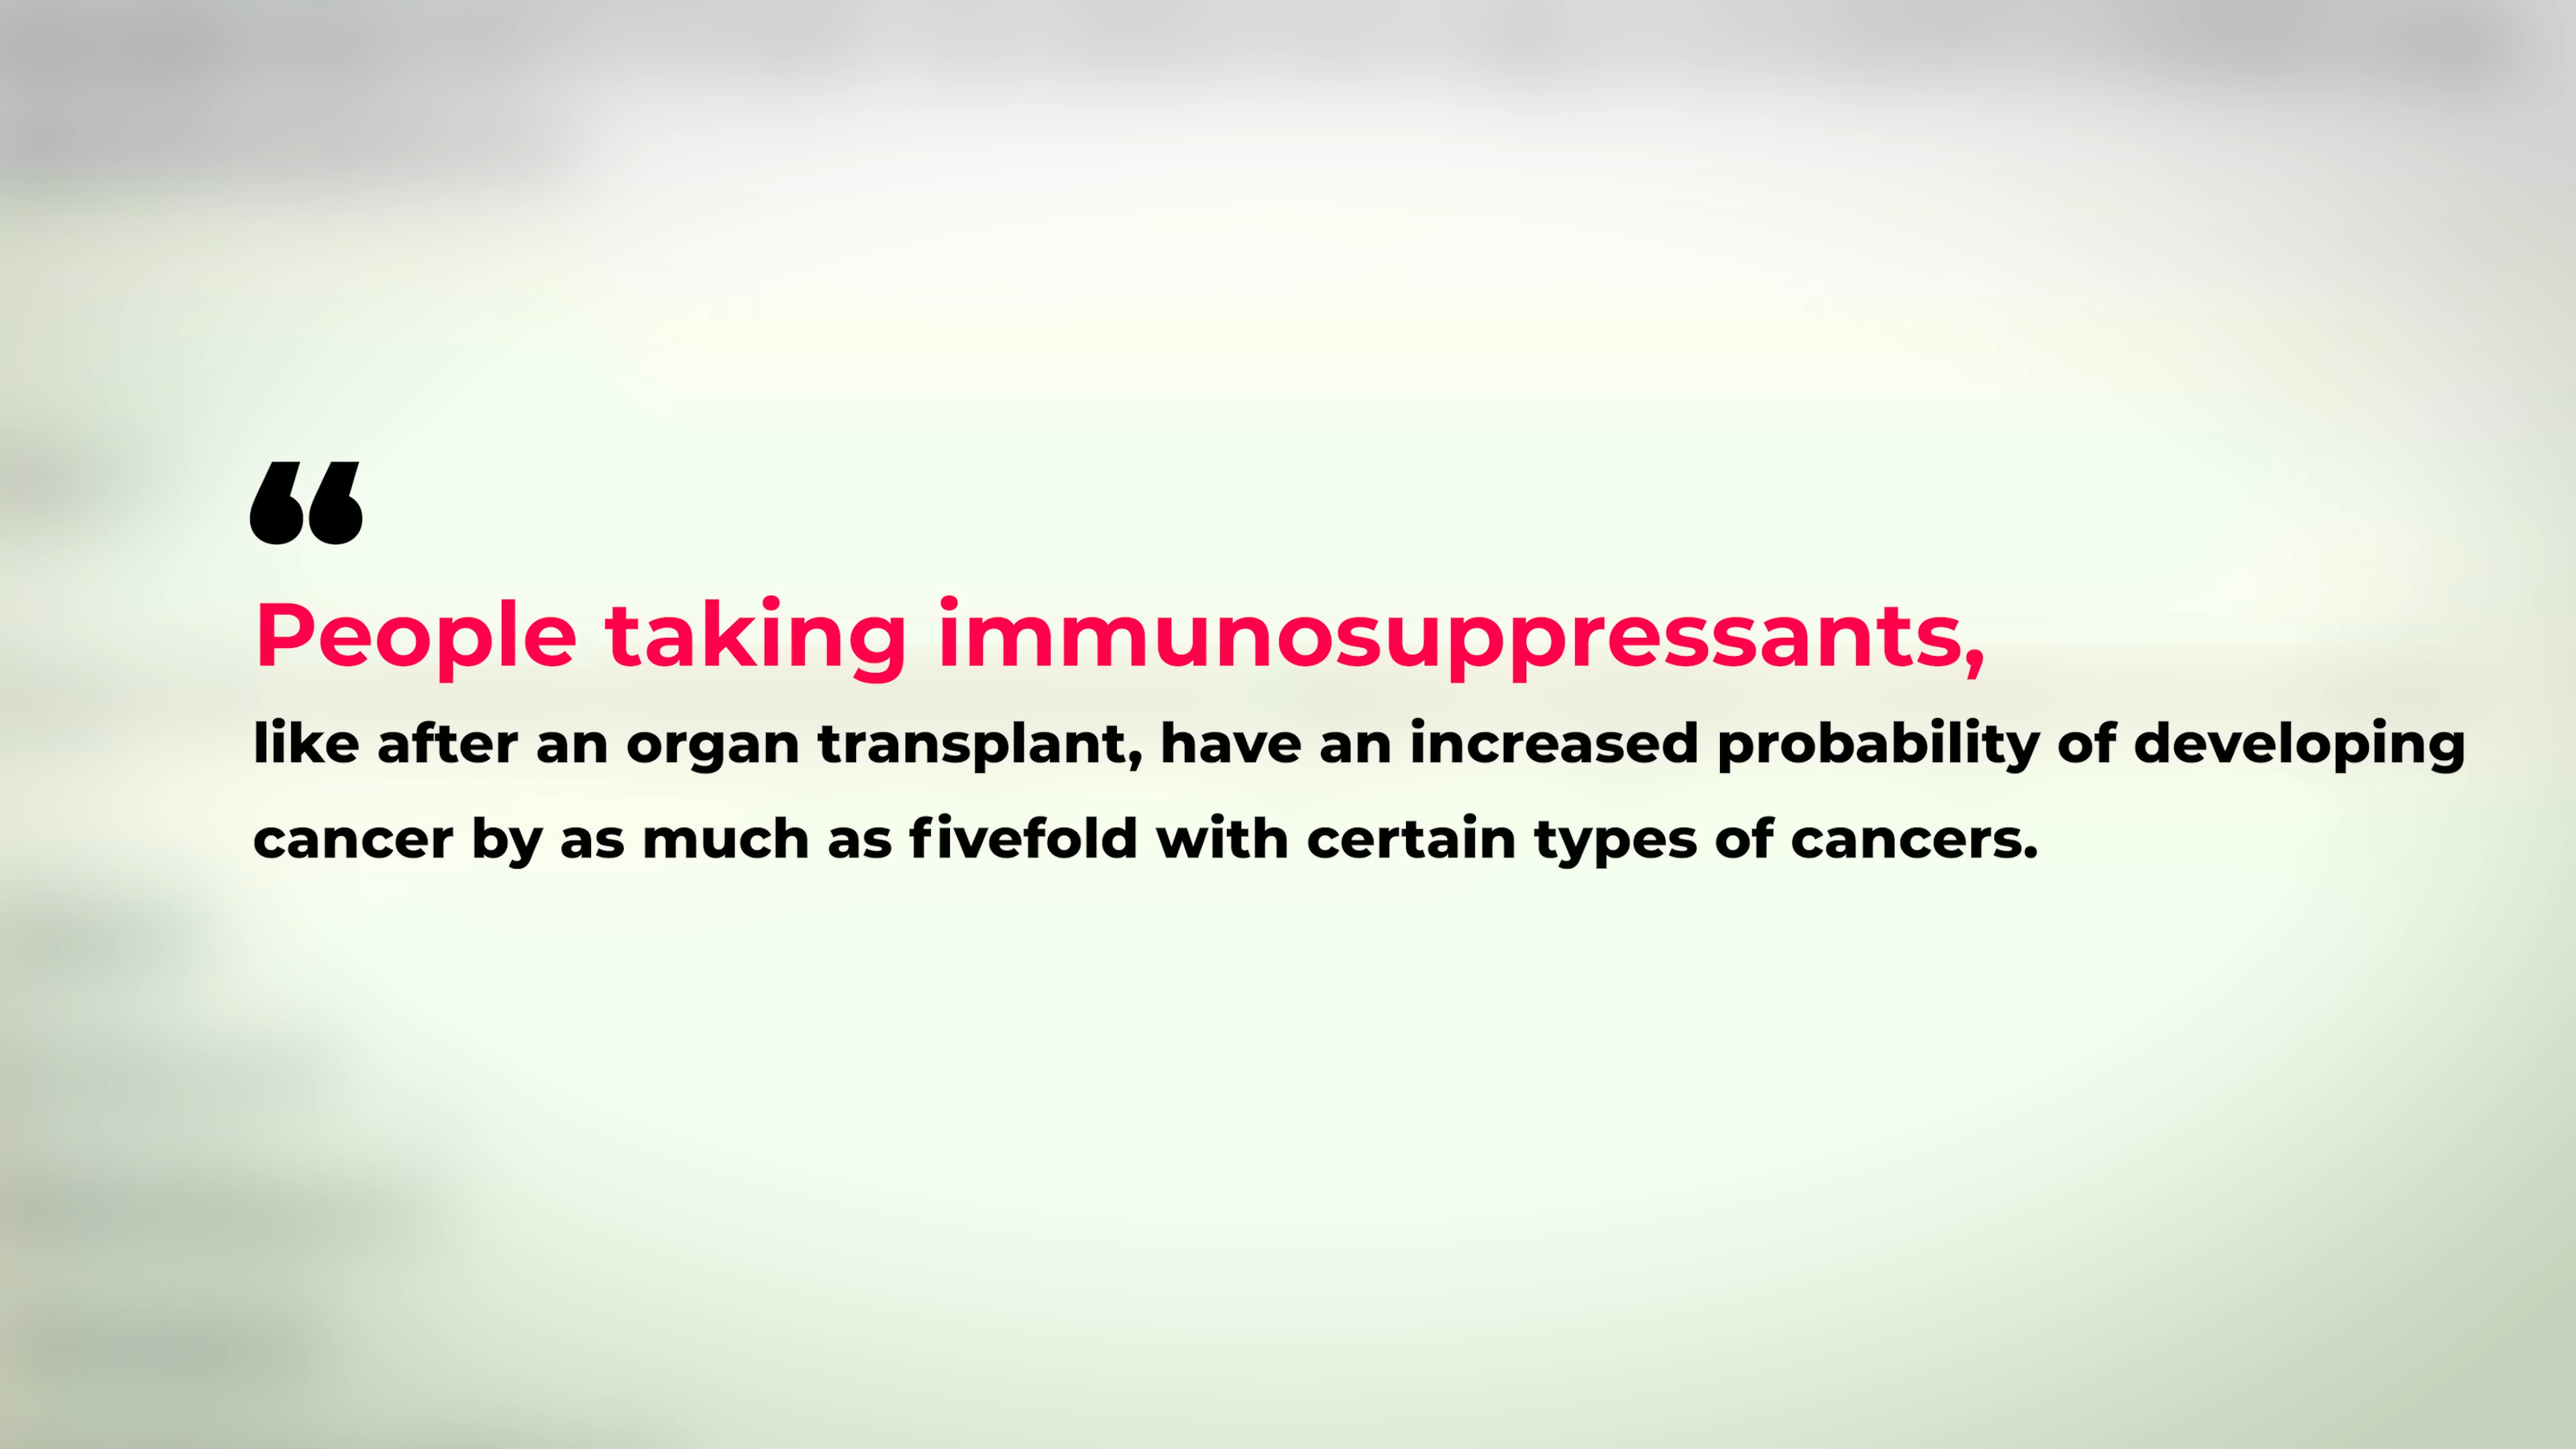 “
People taking immunosuppressants,
like after an organ transplant, have an increased probability of developing
cancer by as much as fivefold with certain types of cancers.